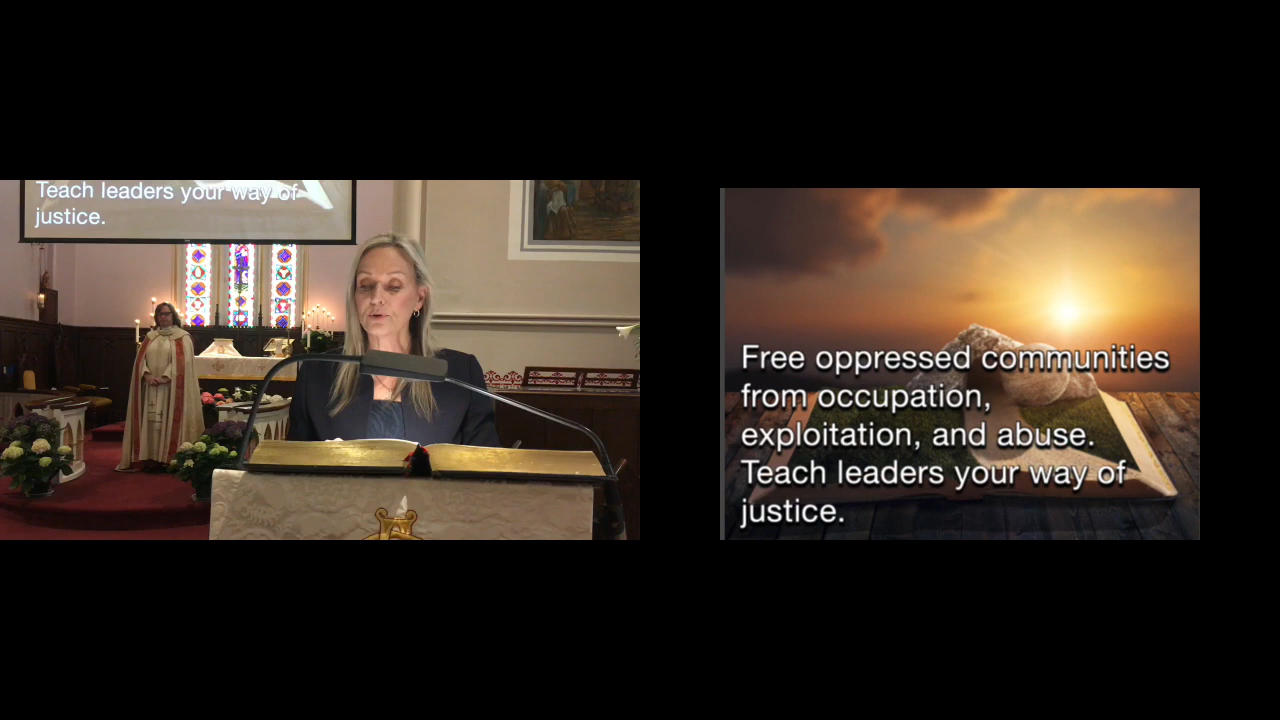 Teach leaders your way of
justice.
Free oppressed communities
from occupation,
exploitation, and abuse.
Teach leaders your way of
justice.